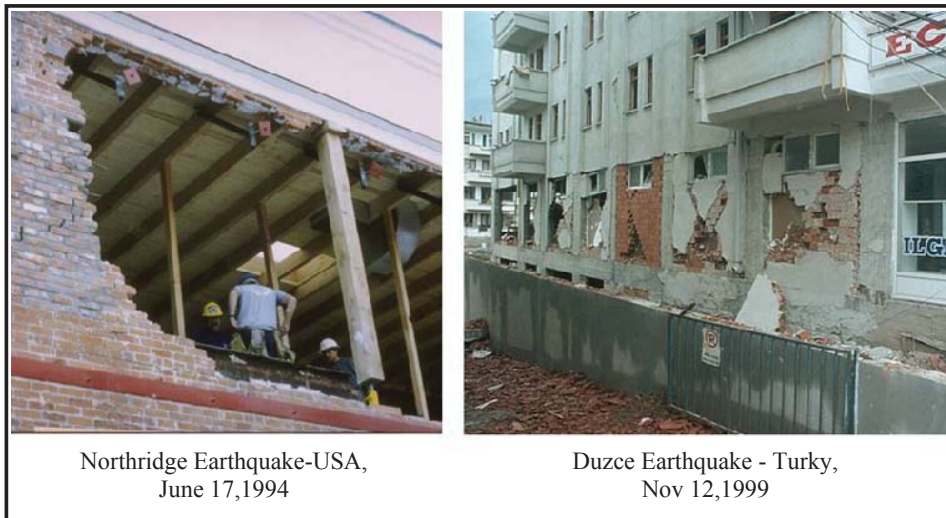 EC
ILG
Northridge Earthquake-USA,
June 17,1994
Duzce Earthquake - Turky,
Nov 12,1999